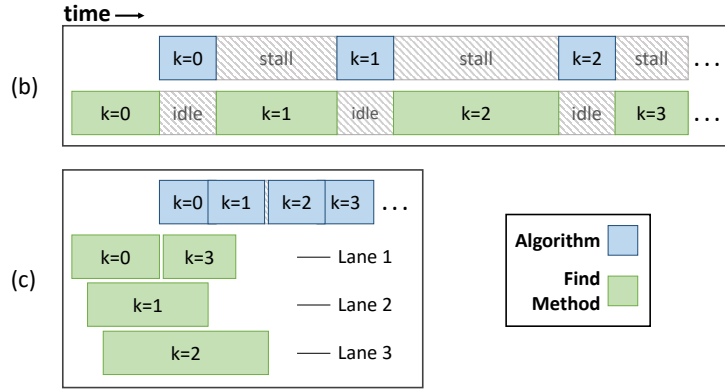 time
k=0 stall k=1 stall k=2 stall ...
(b)
k=0 idle k=1 idle k=2 idle k=3 ...
k=0 k=1 k=2 k=3 ...
k=0 k=3 Lane 1
(c)
k=1 Lane 2
k=2 Lane 3
Algorithm
Find
Method